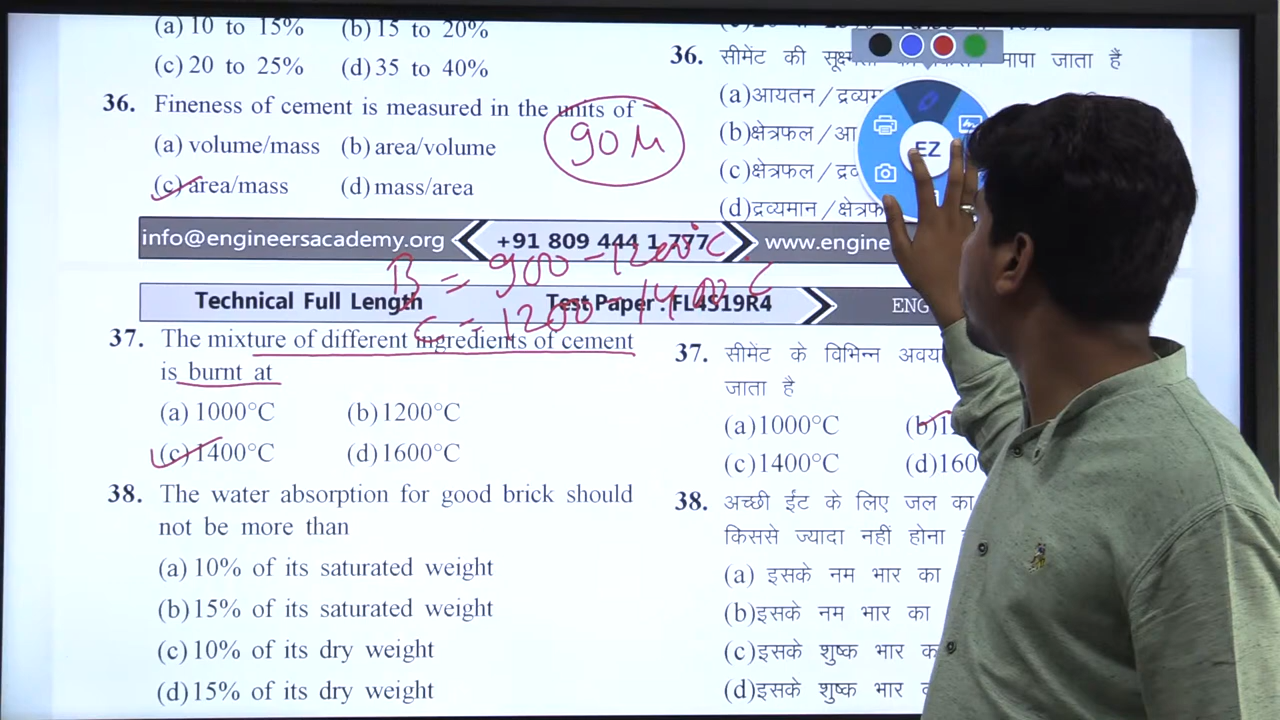 (a) 10 to 15% (b) 15 to 20%
(c) 20 to 25% (d) 35 to 40%
36. Fineness of cement is measured in the units of
(a) volume/mass (b) area/volume
(c) area/mass (d) mass/area
90 μ
36. सीमेंट की मापा जाता है
(a) आयतन / द्रव्यम
(b) क्षेत्रफल / आ
(c) क्षेत्रफल / द्रव
(d) द्रव्यमान / क्षेत्रफ
EZ
info@engineersacademy.org +91 809 444 1 777 www.engine
B = 900 - 1200°C
C = 1200 - 1400°C
Technical Full Length Test Paper : FL4S19R4 ENG
37. The mixture of different ingredients of cement
is burnt at
(a) 1000°C (b) 1200°C
(c) 1400°C (d) 1600°C
38. The water absorption for good brick should
not be more than
(a) 10% of its saturated weight
(b) 15% of its saturated weight
(c) 10% of its dry weight
(d) 15% of its dry weight
37. सीमेंट के विभिन्न अवय
जाता है
(a) 1000°C (b) 1
(c) 1400°C (d) 160
38. अच्छी ईंट के लिए जल का
किससे ज्यादा नहीं होना
(a) इसके नम भार का
(b) इसके नम भार का
(c) इसके शुष्क भार क
(d) इसके शुष्क भार